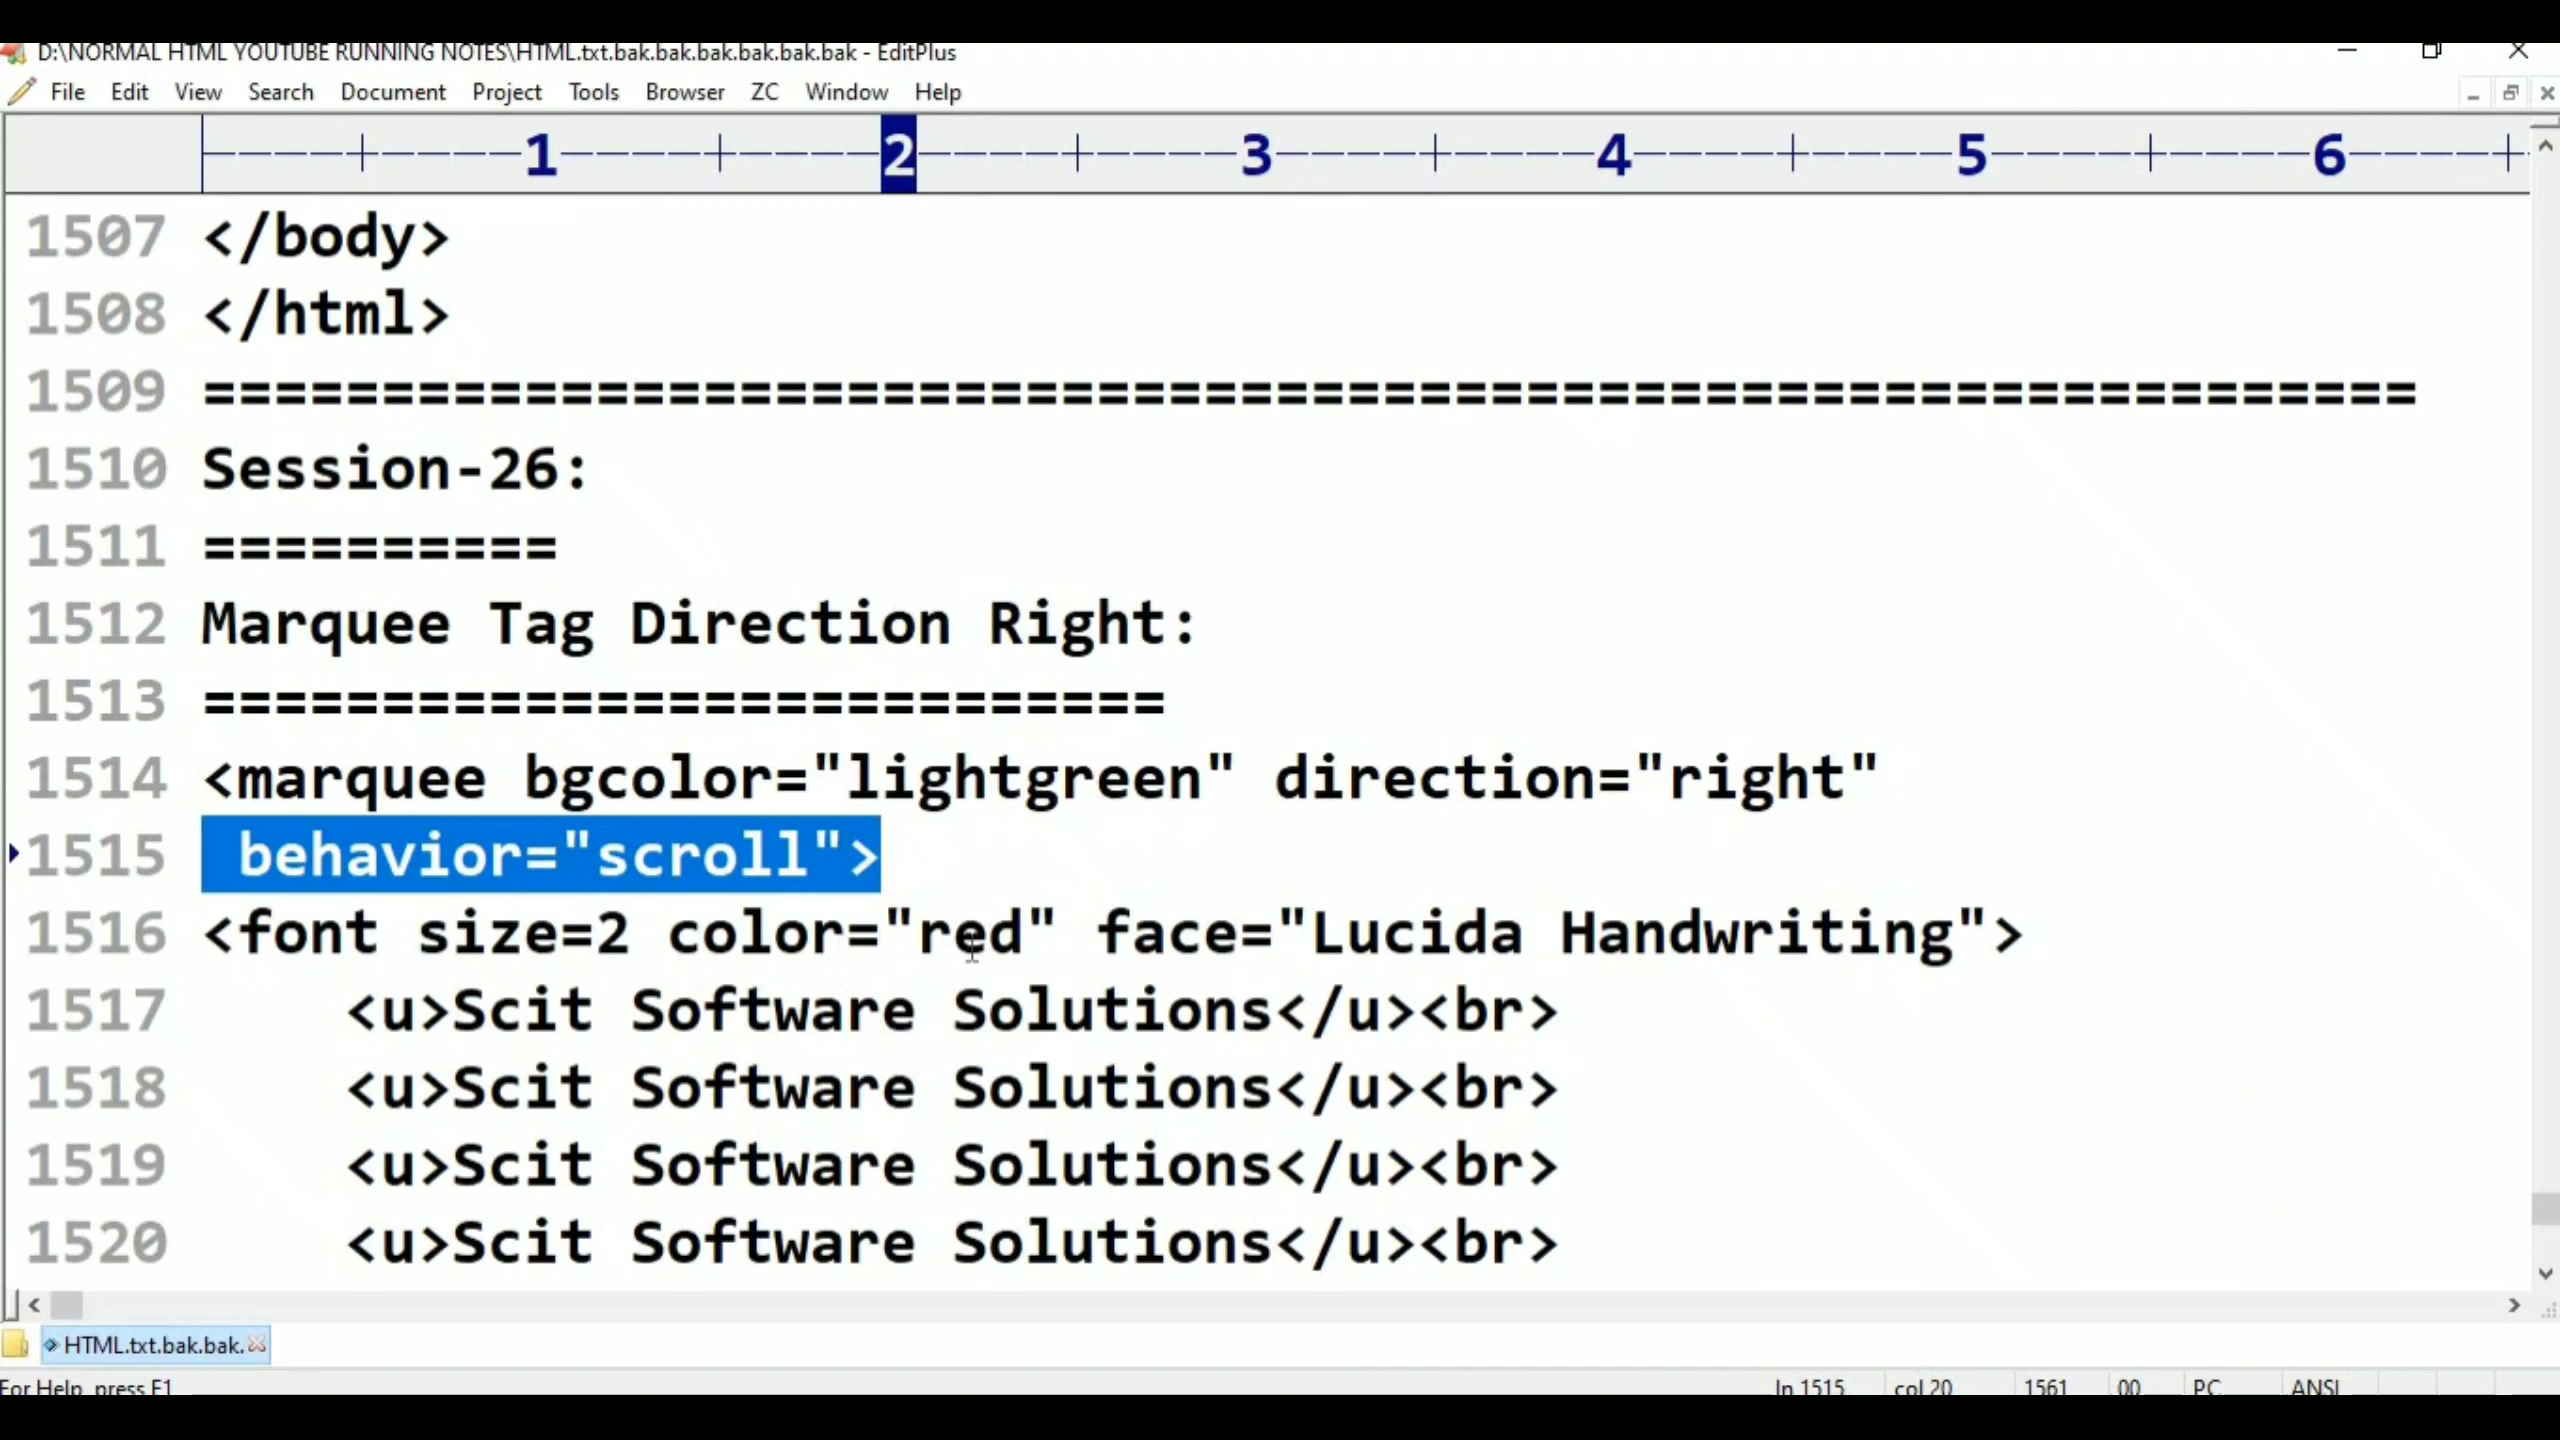 D:\NORMAL HTML YOUTUBE RUNNING NOTES\HTML.txt.bak.bak.bak.bak.bak.bak - EditPlus
File Edit View Search Document Project Tools Browser ZC Window Help
1 2 3 4 5 6
1507 </body>
1508 </html>
1509 ==============================================================
1510 Session-26:
1511 ==========
1512 Marquee Tag Direction Right:
1513 ===========================
1514 <marquee bgcolor="lightgreen" direction="right"
1515  behavior="scroll">
1516 <font size=2 color="red" face="Lucida Handwriting">
1517     <u>Scit Software Solutions</u><br>
1518     <u>Scit Software Solutions</u><br>
1519     <u>Scit Software Solutions</u><br>
1520     <u>Scit Software Solutions</u><br>
HTML.txt.bak.bak.
For Help, press F1 ln 1515 col 20 1561 00 PC ANSI